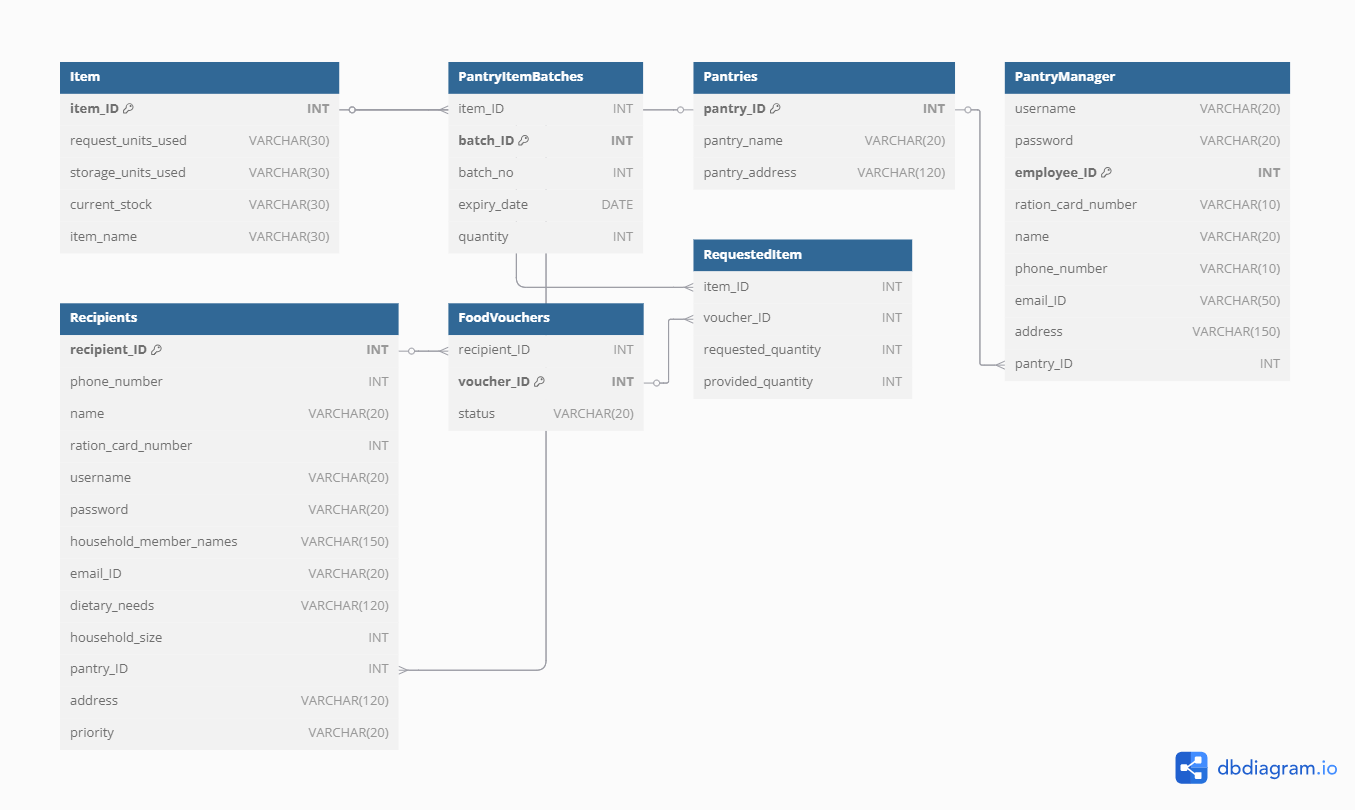 Item
item_ID INT
request_units_used VARCHAR(30)
storage_units_used VARCHAR(30)
current_stock VARCHAR(30)
item_name VARCHAR(30)
PantryItemBatches
item_ID INT
batch_ID INT
batch_no INT
expiry_date DATE
quantity INT
Pantries
pantry_ID INT
pantry_name VARCHAR(20)
pantry_address VARCHAR(120)
PantryManager
username VARCHAR(20)
password VARCHAR(20)
employee_ID INT
ration_card_number VARCHAR(10)
name VARCHAR(20)
phone_number VARCHAR(10)
email_ID VARCHAR(50)
address VARCHAR(150)
pantry_ID INT
RequestedItem
item_ID INT
voucher_ID INT
requested_quantity INT
provided_quantity INT
Recipients
recipient_ID INT
phone_number INT
name VARCHAR(20)
ration_card_number INT
username VARCHAR(20)
password VARCHAR(20)
household_member_names VARCHAR(150)
email_ID VARCHAR(20)
dietary_needs VARCHAR(120)
household_size INT
pantry_ID INT
address VARCHAR(120)
priority VARCHAR(20)
FoodVouchers
recipient_ID INT
voucher_ID INT
status VARCHAR(20)
dbdiagram.io